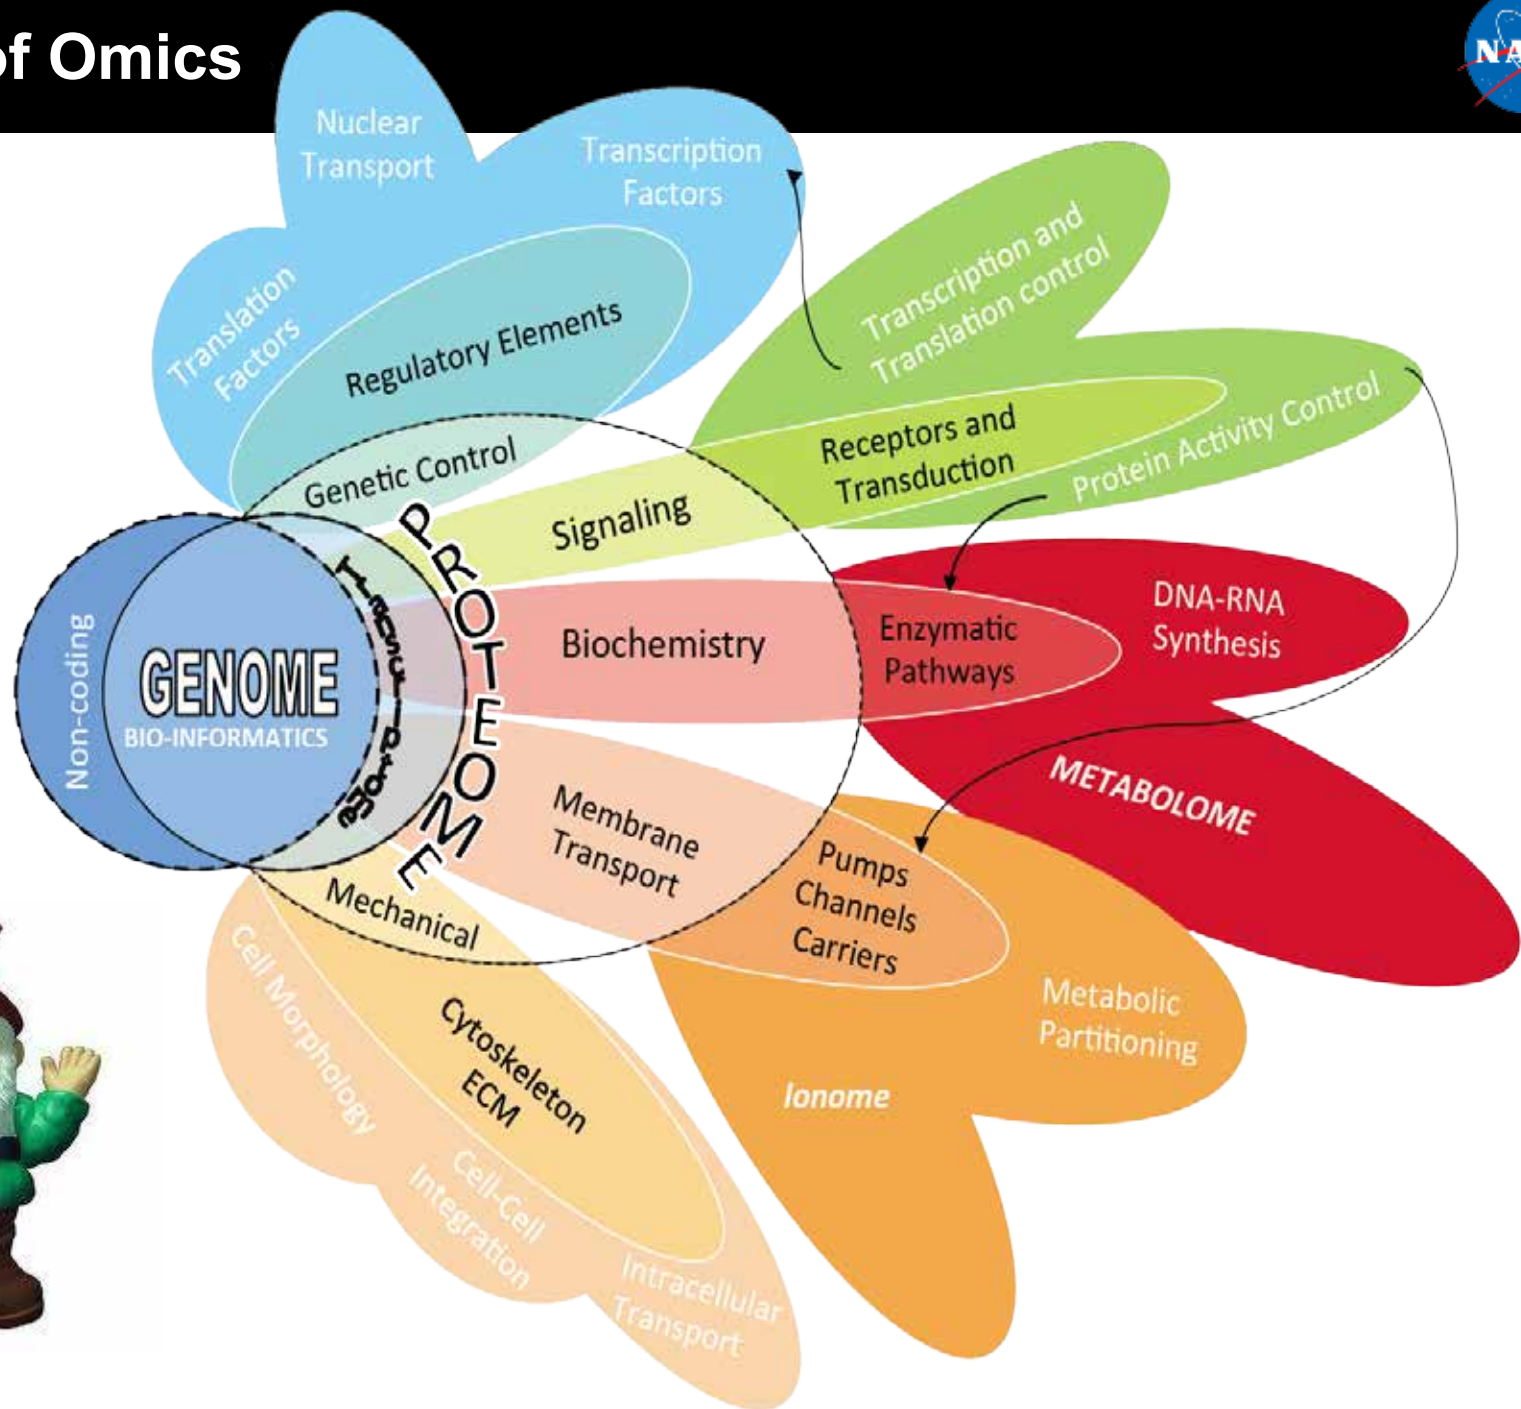 of Omics
NA
Nuclear
Transport
Transcription
Factors
Translation
Factors
Regulatory Elements
Genetic Control
Transcription and
Translation control
Receptors and
Transduction
Protein Activity Control
Signaling
PROTEOME
Transcriptome
Non-coding
GENOME
BIO-INFORMATICS
Biochemistry
Enzymatic
Pathways
DNA-RNA
Synthesis
METABOLOME
Membrane
Transport
Pumps
Channels
Carriers
Metabolic
Partitioning
Ionome
Mechanical
Cytoskeleton
ECM
Cell Morphology
Cell-Cell
Integration
Intracellular
Transport